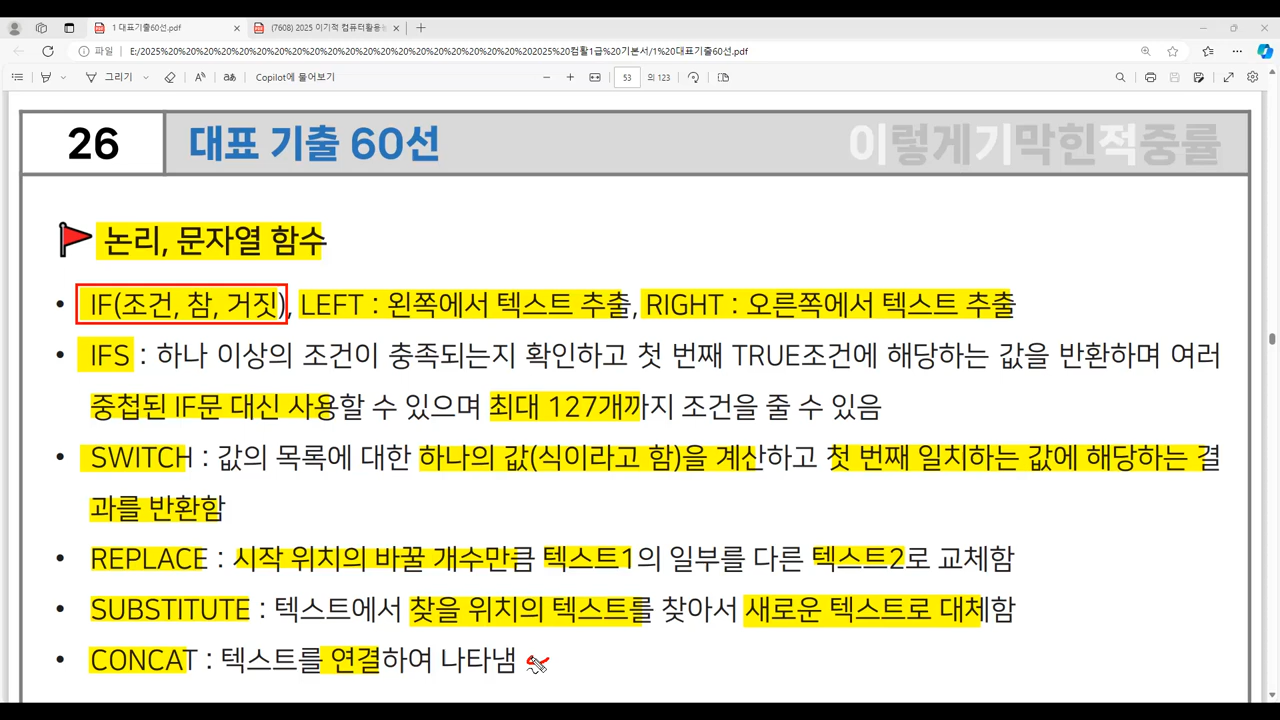 1 대표기출60선.pdf
(7608) 2025 이기적 컴퓨터활용능
파일
E:/2025%20%20%20%20%20%20%20%20%20%20%20%20%20%20%20%20%20%20%20%20%20%20%202025%20컴활1급%20기본서/1%20대표기출60선.pdf
그리기
가あ
Copilot에 물어보기
53
의 123
26
대표 기출 60선
이렇게기막힌적중률
논리, 문자열 함수
• IF(조건, 참, 거짓), LEFT : 왼쪽에서 텍스트 추출, RIGHT : 오른쪽에서 텍스트 추출
• IFS : 하나 이상의 조건이 충족되는지 확인하고 첫 번째 TRUE조건에 해당하는 값을 반환하며 여러
중첩된 IF문 대신 사용할 수 있으며 최대 127개까지 조건을 줄 수 있음
• SWITCH : 값의 목록에 대한 하나의 값(식이라고 함)을 계산하고 첫 번째 일치하는 값에 해당하는 결
과를 반환함
• REPLACE : 시작 위치의 바꿀 개수만큼 텍스트1의 일부를 다른 텍스트2로 교체함
• SUBSTITUTE : 텍스트에서 찾을 위치의 텍스트를 찾아서 새로운 텍스트로 대체함
• CONCAT : 텍스트를 연결하여 나타냄